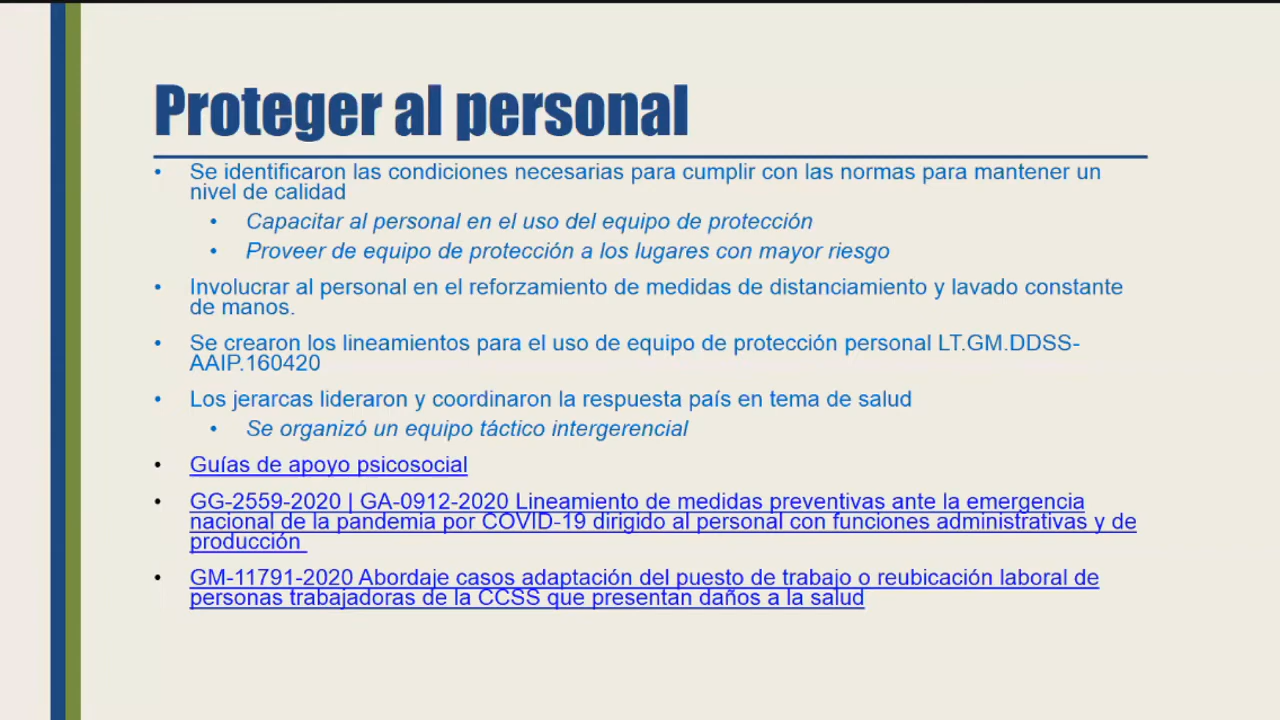 Proteger al personal
• Se identificaron las condiciones necesarias para cumplir con las normas para mantener un
nivel de calidad
• Capacitar al personal en el uso del equipo de protección
• Proveer de equipo de protección a los lugares con mayor riesgo
• Involucrar al personal en el reforzamiento de medidas de distanciamiento y lavado constante
de manos.
• Se crearon los lineamientos para el uso de equipo de protección personal LT.GM.DDSS-
AAIP.160420
• Los jerarcas lideraron y coordinaron la respuesta país en tema de salud
• Se organizó un equipo táctico intergerencial
• Guías de apoyo psicosocial
• GG-2559-2020 | GA-0912-2020 Lineamiento de medidas preventivas ante la emergencia
nacional de la pandemia por COVID-19 dirigido al personal con funciones administrativas y de
producción
• GM-11791-2020 Abordaje casos adaptación del puesto de trabajo o reubicación laboral de
personas trabajadoras de la CCSS que presentan daños a la salud